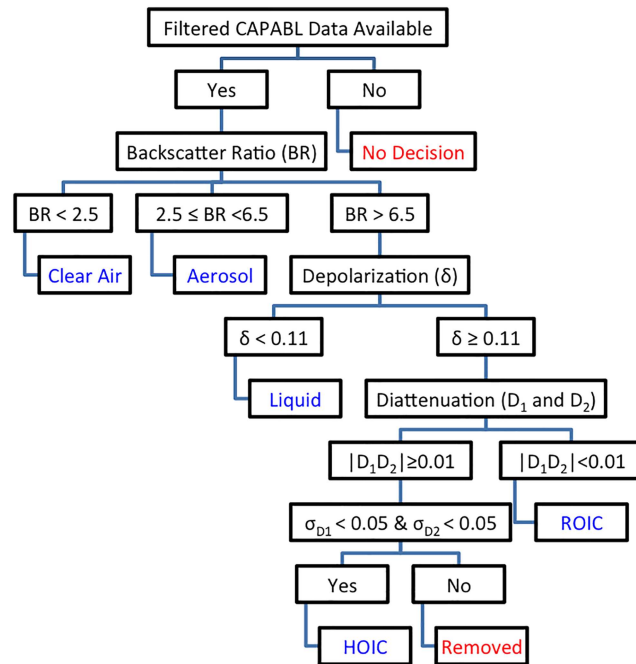 Filtered CAPABL Data Available
Yes
No
Backscatter Ratio (BR)
No Decision
BR < 2.5
2.5 ≤ BR <6.5
BR > 6.5
Clear Air
Aerosol
Depolarization (δ)
δ < 0.11
δ ≥ 0.11
Liquid
Diattenuation (D₁ and D₂)
|D₁D₂|≥0.01
|D₁D₂|<0.01
σ_D1 < 0.05 & σ_D2 < 0.05
ROIC
Yes
No
HOIC
Removed